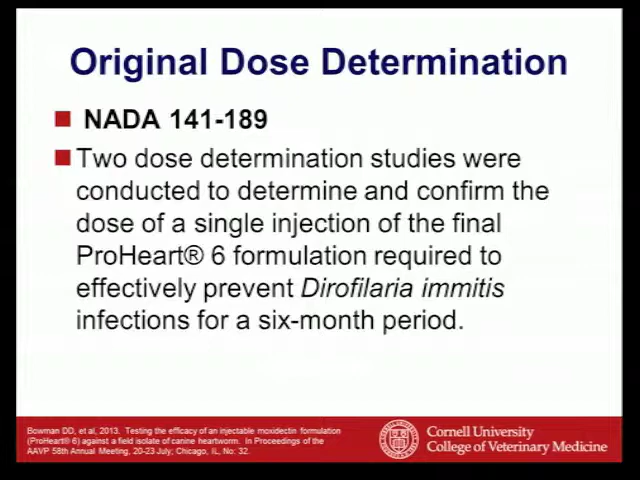 Original Dose Determination
NADA 141-189
Two dose determination studies were
conducted to determine and confirm the
dose of a single injection of the final
ProHeart® 6 formulation required to
effectively prevent Dirofilaria immitis
infections for a six-month period.
Bowman DD, et al, 2013. Testing the efficacy of an injectable moxidectin formulation
(ProHeart® 6) against a field isolate of canine heartworm. In Proceedings of the
AAVP 58th Annual Meeting, 20-23 July; Chicago, IL, No: 32.
Cornell University
College of Veterinary Medicine